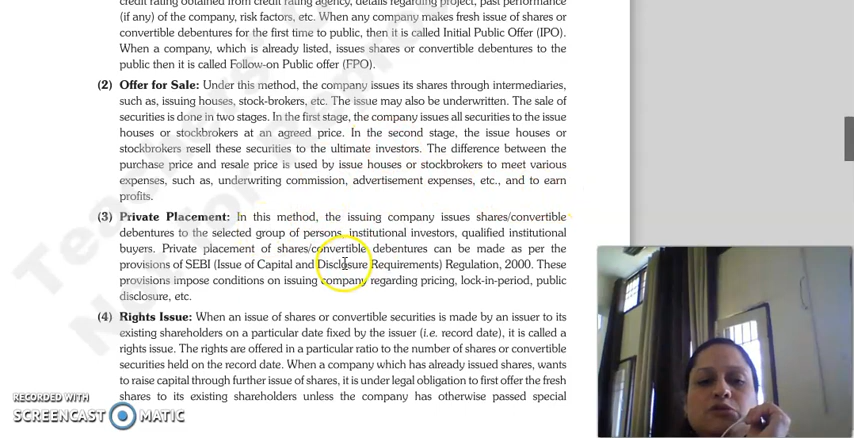 credit rating obtained from credit rating agency, details regarding project, past performance
(if any) of the company, risk factors, etc. When any company makes fresh issue of shares or
convertible debentures for the first time to public, then it is called Initial Public Offer (IPO).
When a company, which is already listed, issues shares or convertible debentures to the
public then it is called Follow-on Public offer (FPO).
(2) Offer for Sale: Under this method, the company issues its shares through intermediaries,
such as, issuing houses, stock-brokers, etc. The issue may also be underwritten. The sale of
securities is done in two stages. In the first stage, the company issues all securities to the issue
houses or stockbrokers at an agreed price. In the second stage, the issue houses or
stockbrokers resell these securities to the ultimate investors. The difference between the
purchase price and resale price is used by issue houses or stockbrokers to meet various
expenses, such as, underwriting commission, advertisement expenses, etc., and to earn
profits.
(3) Private Placement: In this method, the issuing company issues shares/convertible
debentures to the selected group of persons, institutional investors, qualified institutional
buyers. Private placement of shares/convertible debentures can be made as per the
provisions of SEBI (Issue of Capital and Disclosure Requirements) Regulation, 2000. These
provisions impose conditions on issuing company regarding pricing, lock-in-period, public
disclosure, etc.
(4) Rights Issue: When an issue of shares or convertible securities is made by an issuer to its
existing shareholders on a particular date fixed by the issuer (i.e. record date), it is called a
rights issue. The rights are offered in a particular ratio to the number of shares or convertible
securities held on the record date. When a company which has already issued shares, wants
to raise capital through further issue of shares, it is under legal obligation to first offer the fresh
shares to its existing shareholders unless the company has otherwise passed special
RECORDED WITH
SCREENCAST MATIC